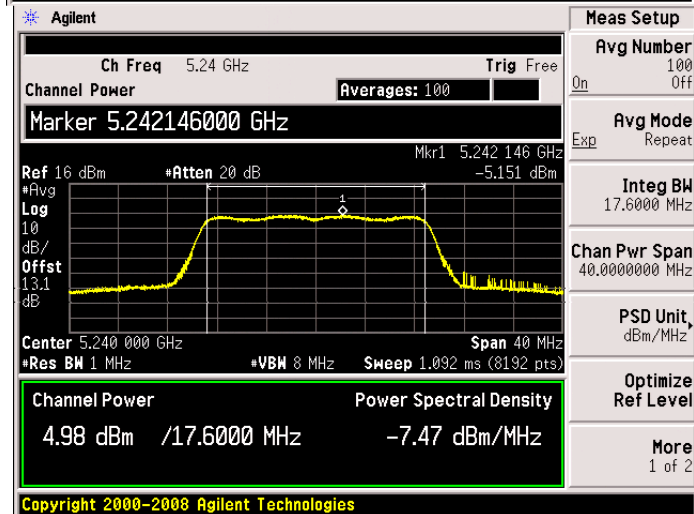 Agilent
Meas Setup
Ch Freq 5.24 GHz Trig Free
Channel Power Averages: 100
Marker 5.242146000 GHz
Mkr1 5.242 146 GHz
Ref 16 dBm #Atten 20 dB -5.151 dBm
#Avg
Log
10
dB/
Offst
13.1
dB
1
Center 5.240 000 GHz Span 40 MHz
#Res BW 1 MHz #VBW 8 MHz Sweep 1.092 ms (8192 pts)
Channel Power Power Spectral Density
4.98 dBm /17.6000 MHz -7.47 dBm/MHz
Avg Number
100
On Off
Avg Mode
Exp Repeat
Integ BW
17.6000 MHz
Chan Pwr Span
40.0000000 MHz
PSD Unit
dBm/MHz
Optimize
Ref Level
More
1 of 2
Copyright 2000-2008 Agilent Technologies